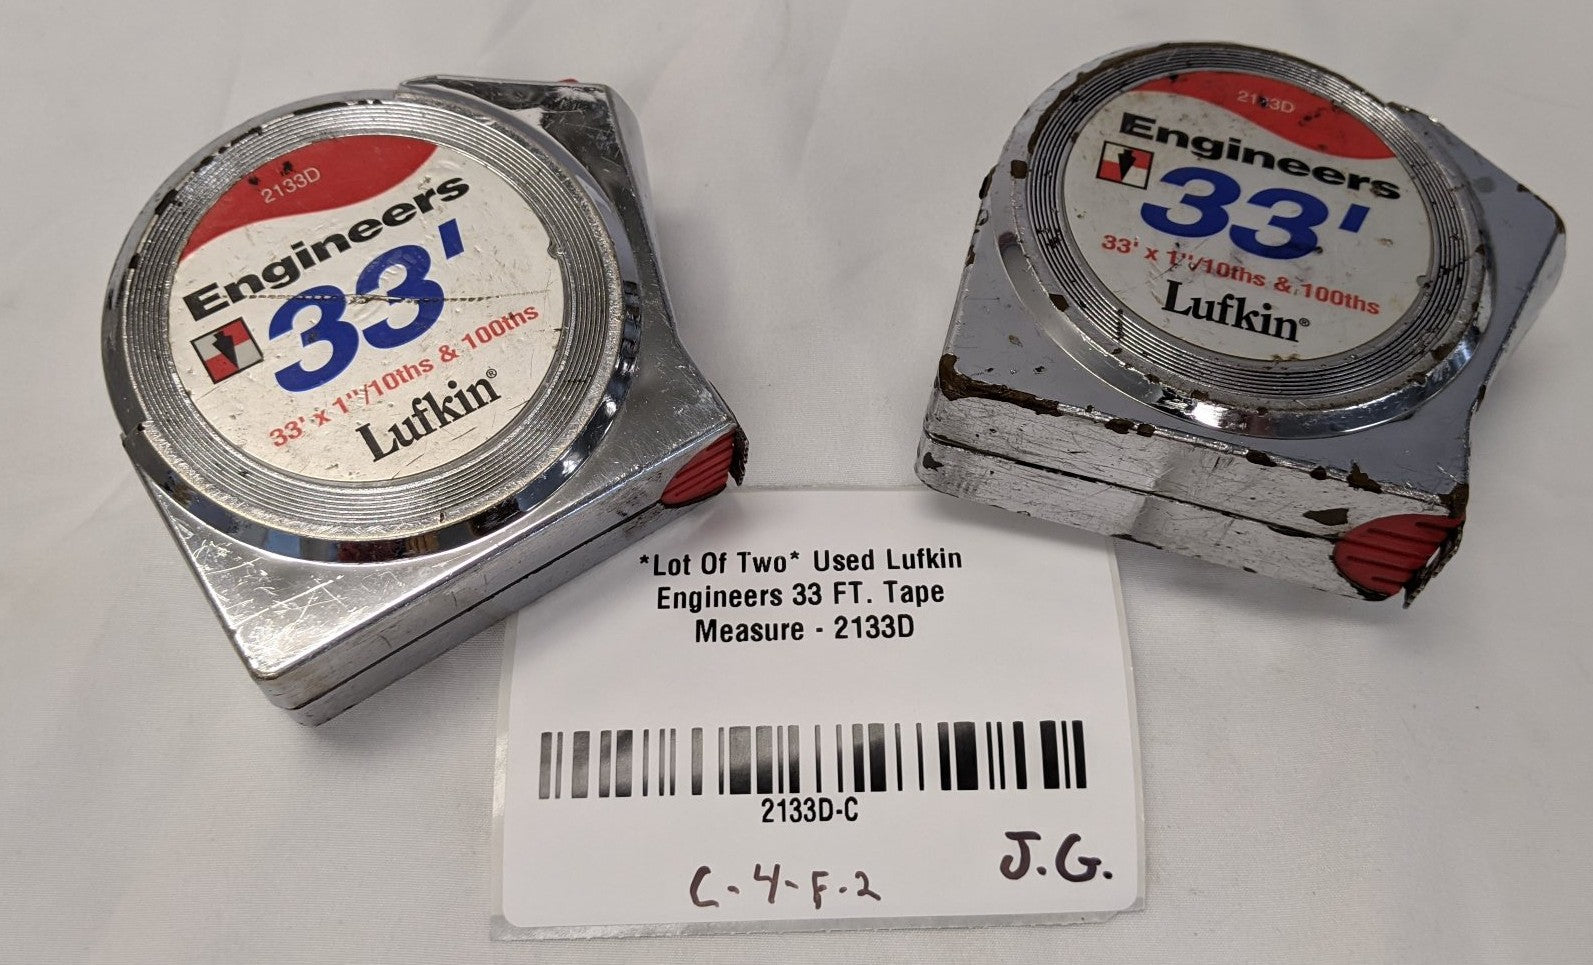 2133D
Engineers
33'
33' x 1"/10ths & 100ths
Lufkin®
2133D
Engineers
33'
33' x 1"/10ths & 100ths
Lufkin®
*Lot Of Two* Used Lufkin
Engineers 33 FT. Tape
Measure - 2133D
2133D-C
C-4-F-2
J.G.